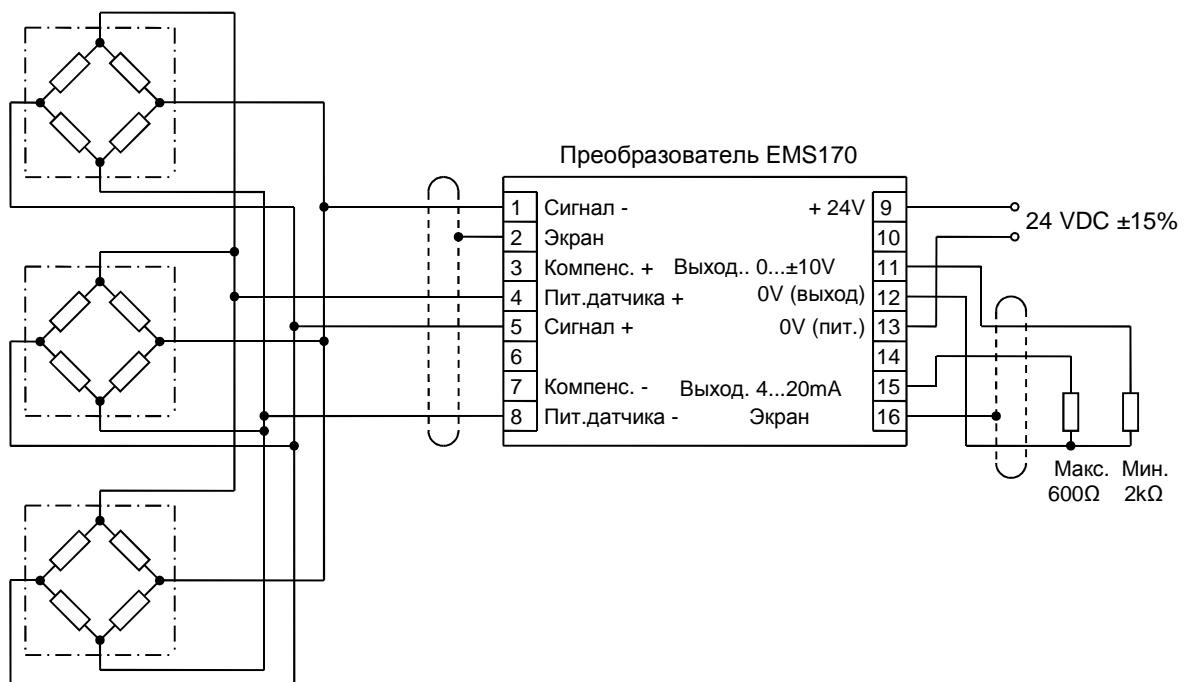 Преобразователь EMS170
1 Сигнал - + 24V 9
2 Экран 10
3 Компенс. + Выход.. 0...±10V 11
4 Пит.датчика + 0V (выход) 12
5 Сигнал + 0V (пит.) 13
6 14
7 Компенс. - Выход. 4...20mA 15
8 Пит.датчика - Экран 16
24 VDC ±15%
Макс. Мин.
600Ω 2kΩ